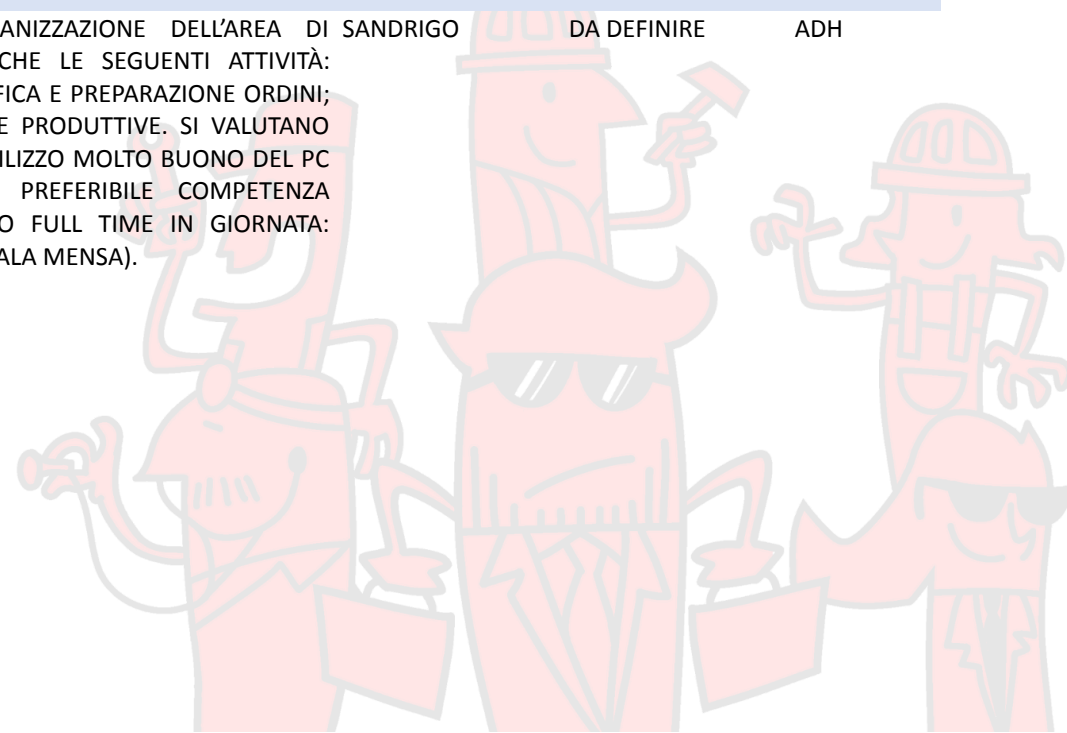 ANIZZAZIONE DELL'AREA DI SANDRIGO DA DEFINIRE ADH
CHE LE SEGUENTI ATTIVITÀ:
FICA E PREPARAZIONE ORDINI;
E PRODUTTIVE. SI VALUTANO
ILIZZO MOLTO BUONO DEL PC
PREFERIBILE COMPETENZA
O FULL TIME IN GIORNATA:
ALA MENSA).